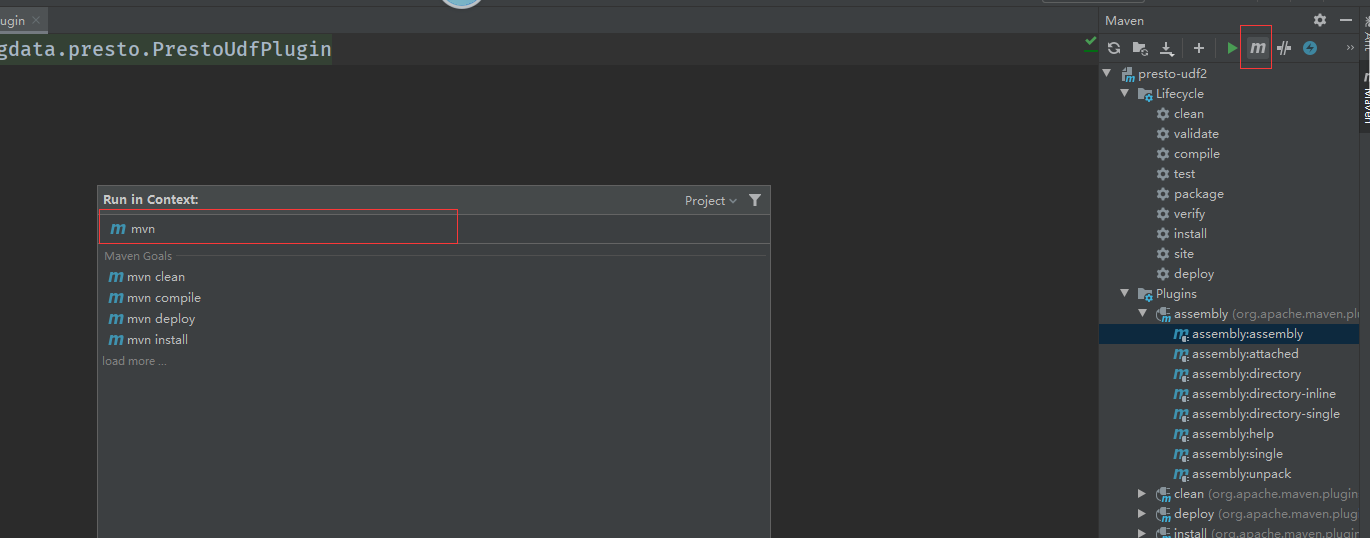 ugin
gdata.presto.PrestoUdfPlugin
Run in Context:
Project
mvn
Maven Goals
mvn clean
mvn compile
mvn deploy
mvn install
load more ...
Maven
presto-udf2
Lifecycle
clean
validate
compile
test
package
verify
install
site
deploy
Plugins
assembly (org.apache.maven.plu
assembly:assembly
assembly:attached
assembly:directory
assembly:directory-inline
assembly:directory-single
assembly:help
assembly:single
assembly:unpack
clean (org.apache.maven.plugin
deploy (org.apache.maven.plug
install (org.apache.maven.plugi
Maven